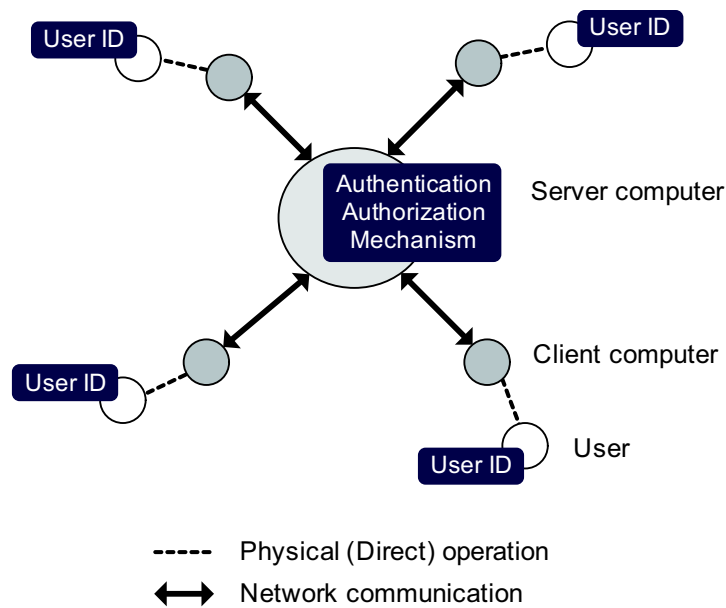 User ID
User ID
Authentication
Authorization
Mechanism
Server computer
Client computer
User ID
User
User ID
Physical (Direct) operation
Network communication